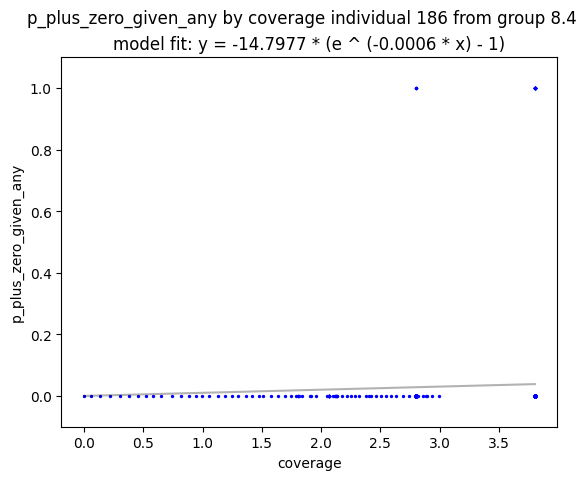 p_plus_zero_given_any by coverage individual 186 from group 8.4
model fit: y = -14.7977 * (e ^ (-0.0006 * x) - 1)
1.0
0.8
0.6
0.4
0.2
0.0
p_plus_zero_given_any
0.0 0.5 1.0 1.5 2.0 2.5 3.0 3.5
coverage